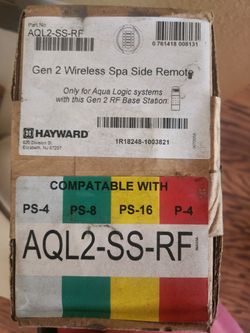 Part No:
AQL2-SS-RF
0 781418 008131
Gen 2 Wireless Spa Side Remote
Only for Aqua Logic systems
with this Gen 2 RF Base Station:
HAYWARD
620 Division St.
Elizabeth, NJ 07207
1R18248-1003821
COMPATABLE WITH
PS-4
PS-8
PS-16
P-4
AQL2-SS-RF